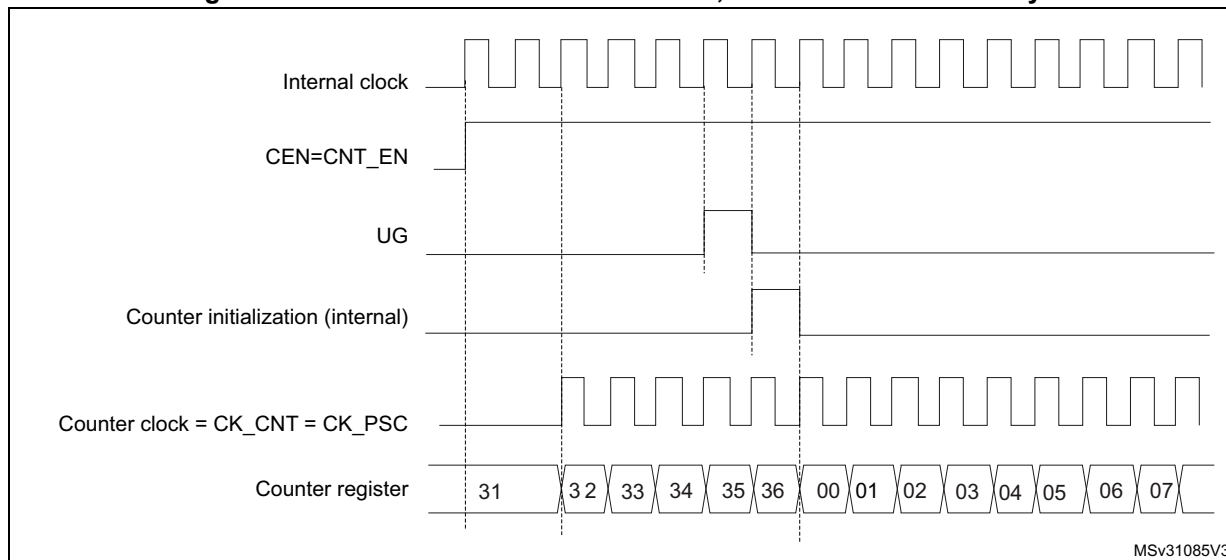 Internal clock
CEN=CNT_EN
UG
Counter initialization (internal)
Counter clock = CK_CNT = CK_PSC
Counter register 31 3 2 33 34 35 36 00 01 02 03 04 05 06 07
MSv31085V3